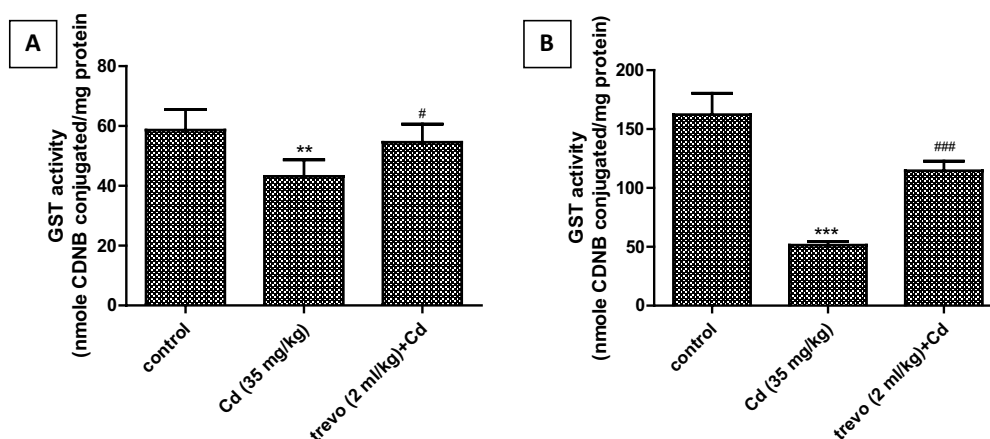 A
GST activity
(nmole CDNB conjugated/mg protein
80
60
40
20
0
**
#
control
Cd (35 mg/kg)
trevo (2 ml/kg)+Cd
B
GST activity
(nmole CDNB conjugated/mg protein)
200
150
100
50
0
***
###
control
Cd (35 mg/kg)
trevo (2 ml/kg)+Cd